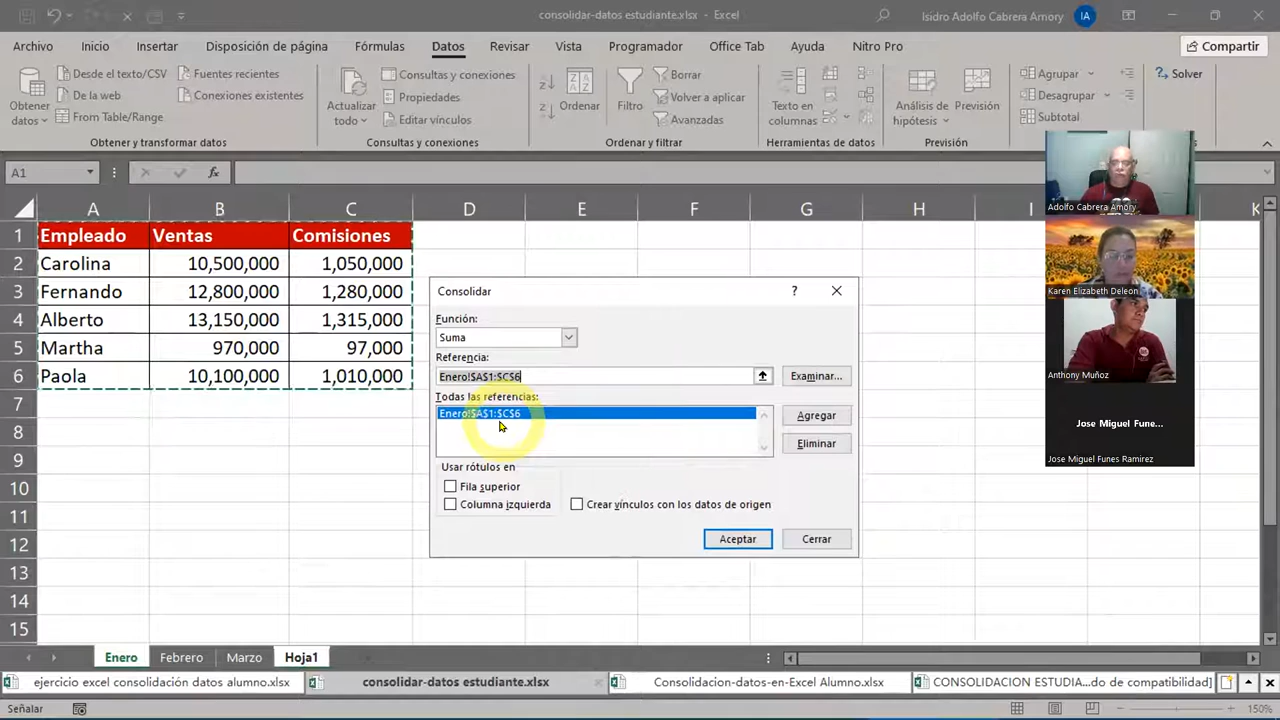 consolidar-datos estudiante.xlsx - Excel
Isidro Adolfo Cabrera Amory
IA
Archivo Inicio Insertar Disposición de página Fórmulas Datos Revisar Vista Programador Office Tab Ayuda Nitro Pro
Compartir
Obtener datos
Desde el texto/CSV
De la web
From Table/Range
Fuentes recientes
Conexiones existentes
Obtener y transformar datos
Actualizar todo
Consultas y conexiones
Propiedades
Editar vínculos
Consultas y conexiones
Ordenar
Filtro
Borrar
Volver a aplicar
Avanzadas
Ordenar y filtrar
Texto en columnas
Herramientas de datos
Análisis de hipótesis
Previsión
Previsión
Agrupar
Desagrupar
Subtotal
Solver
A1
fx
A B C D E F G H I K
1 Empleado Ventas Comisiones
2 Carolina 10,500,000 1,050,000
3 Fernando 12,800,000 1,280,000
4 Alberto 13,150,000 1,315,000
5 Martha 970,000 97,000
6 Paola 10,100,000 1,010,000
7
8
9
10
11
12
13
14
15
Consolidar
?
Función:
Suma
Referencia:
Enero!$A$1:$C$6
Examinar...
Todas las referencias:
Enero!$A$1:$C$6
Agregar
Eliminar
Usar rótulos en
Fila superior
Columna izquierda
Crear vínculos con los datos de origen
Aceptar
Cerrar
Adolfo Cabrera Amory
Karen Elizabeth Deleon
Anthony Muñoz
Jose Miguel Fune...
Jose Miguel Funes Ramirez
Enero Febrero Marzo Hoja1
ejercicio excel consolidación datos alumno.xlsx
consolidar-datos estudiante.xlsx
Consolidacion-datos-en-Excel Alumno.xlsx
CONSOLIDACION ESTUDIA...do de compatibilidad]
Señalar
150%